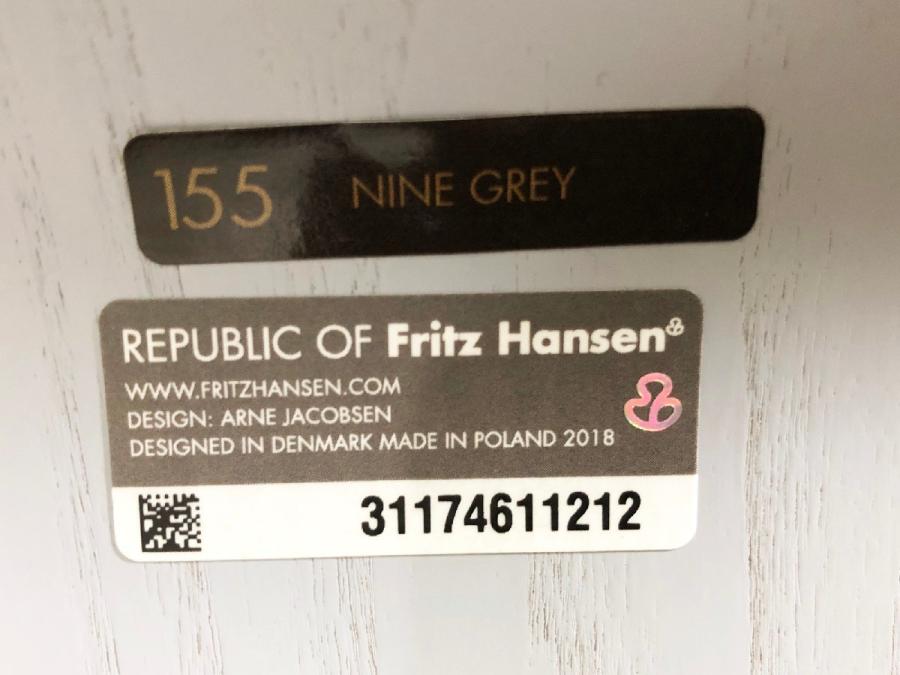 155 NINE GREY
REPUBLIC OF Fritz Hansen®
WWW.FRITZHANSEN.COM
DESIGN: ARNE JACOBSEN
DESIGNED IN DENMARK MADE IN POLAND 2018
31174611212